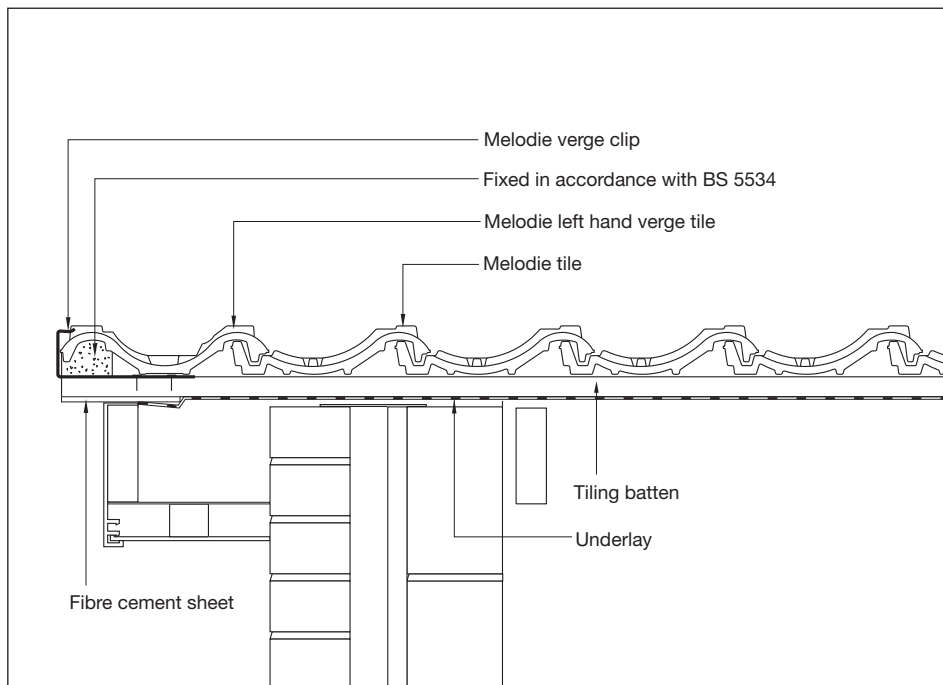 Melodie verge clip
Fixed in accordance with BS 5534
Melodie left hand verge tile
Melodie tile
Tiling batten
Underlay
Fibre cement sheet